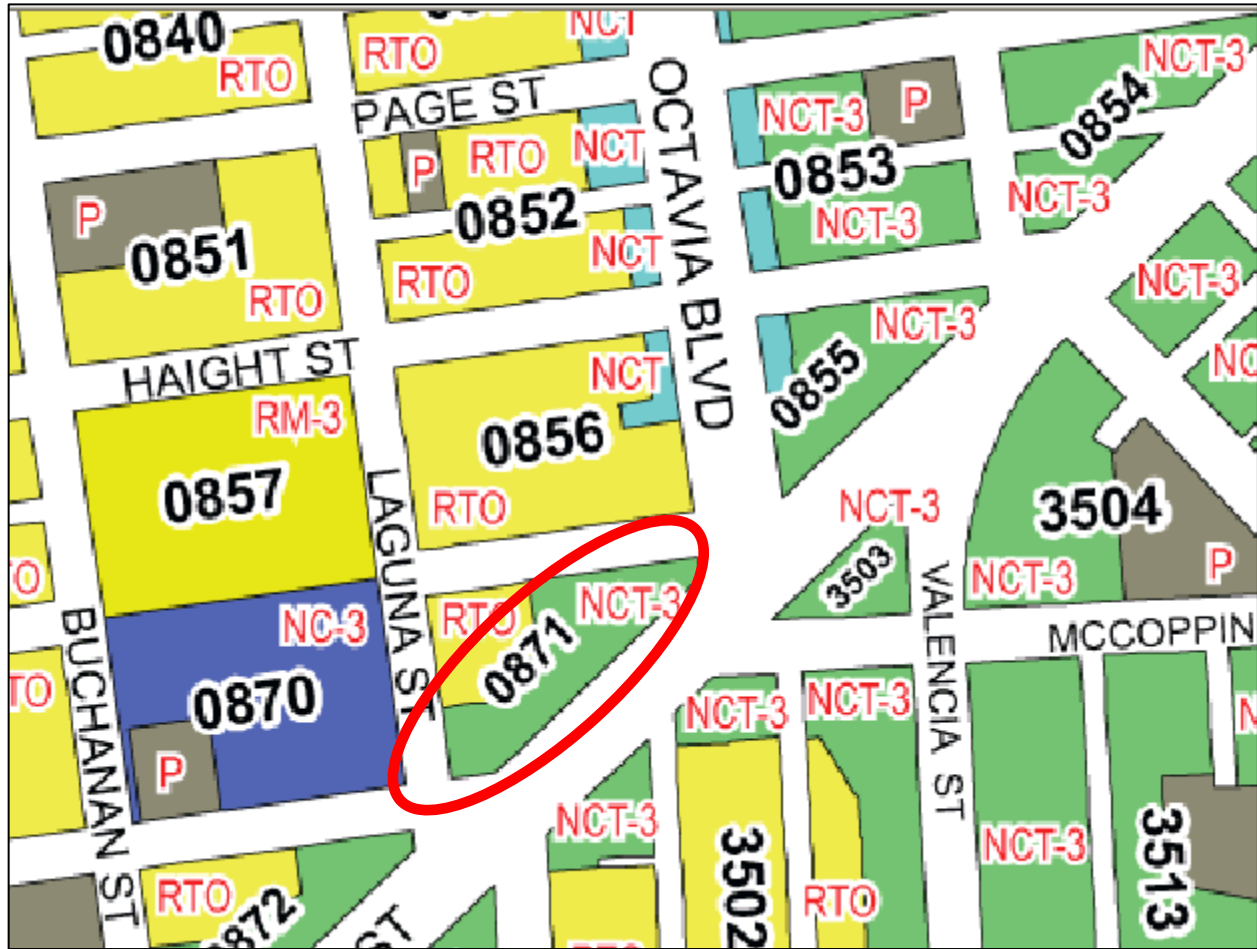 0840
RTO
RTO
NCT
PAGE ST
OCTAVIA BLVD
NCT-3
P
NCT-3
0854
NCT-3
P
RTO
NCT
0853
NCT-3
P
0851
RTO
0852
NCT
RTO
NCT-3
HAIGHT ST
NCT
NCT-3
0855
RM-3
0857
0856
RTO
LAGUNA ST
NCT-3
3503
3504
NCT-3
P
VALENCIA ST
MCCOPPIN
BUCHANAN ST
NC-3
0870
P
RTO
0871
NCT-3
NCT-3
NCT-3
NCT-3
3502
RTO
NCT-3
3513
RTO
ST